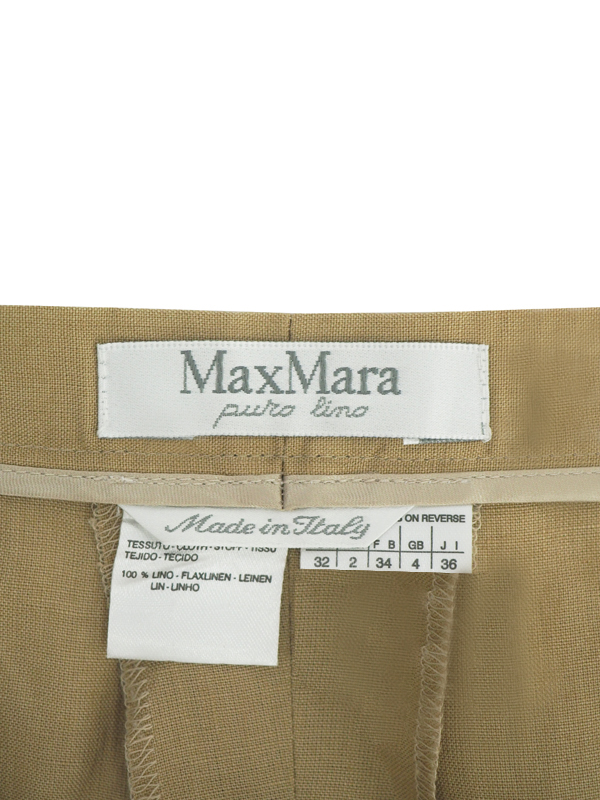 MaxMara
puro lino
Made in Italy
ON REVERSE
TESSUTO - CLOTH - STOFF - TISSU
TEJIDO - TECIDO
100 % LINO - FLAXLINEN - LEINEN
LIN - LINHO
F B GB J I
32 2 34 4 36